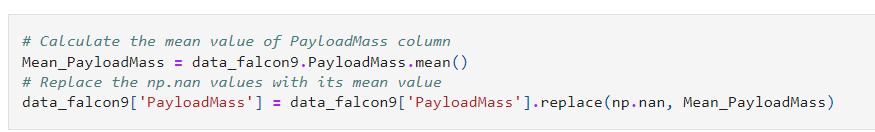 # Calculate the mean value of PayloadMass column
Mean_PayloadMass = data_falcon9.PayloadMass.mean()
# Replace the np.nan values with its mean value
data_falcon9['PayloadMass'] = data_falcon9['PayloadMass'].replace(np.nan, Mean_PayloadMass)